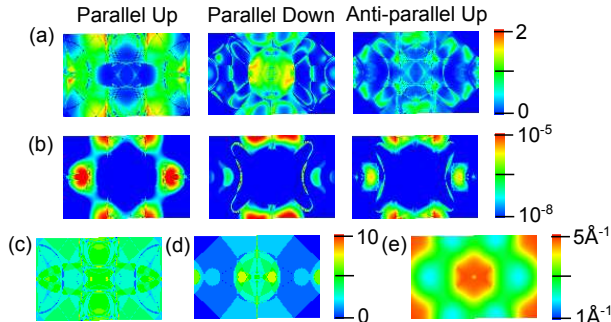 Parallel Up Parallel Down Anti-parallel Up
(a) 2
0
(b) 10⁻⁵
10⁻⁸
(c) (d) 10 (e) 5Å⁻¹
0 1Å⁻¹